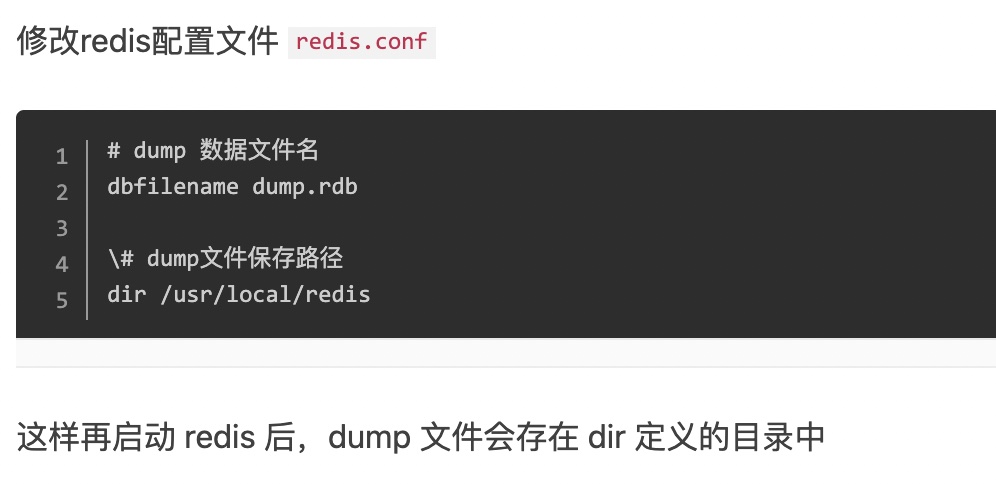 修改redis配置文件 redis.conf
1 # dump 数据文件名
2 dbfilename dump.rdb
3
4 \# dump文件保存路径
5 dir /usr/local/redis
这样再启动 redis 后，dump 文件会存在 dir 定义的目录中